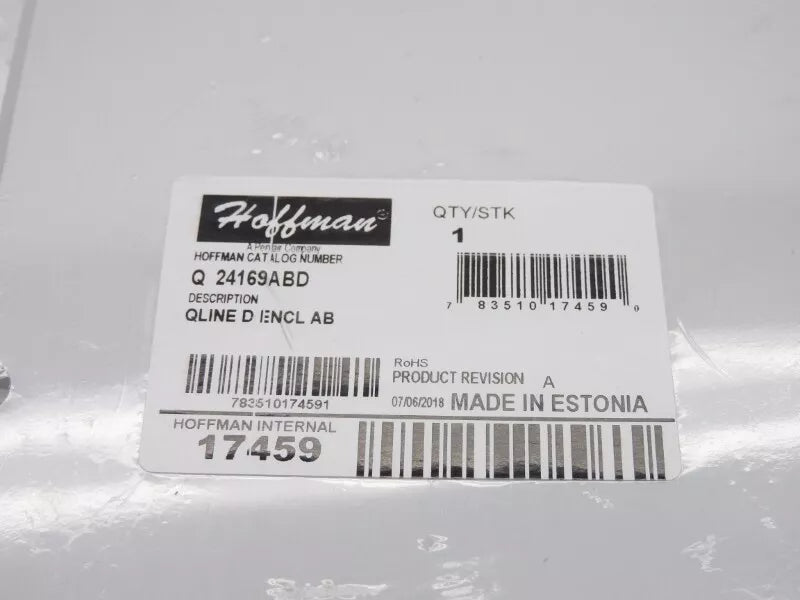 Hoffman®
A Pentair Company
HOFFMAN CATALOG NUMBER
Q 24169ABD
DESCRIPTION
QLINE D ENCL AB
783510174591
QTY/STK
1
7 83510 17459 0
RoHS
PRODUCT REVISION A
07/06/2018 MADE IN ESTONIA
HOFFMAN INTERNAL
17459